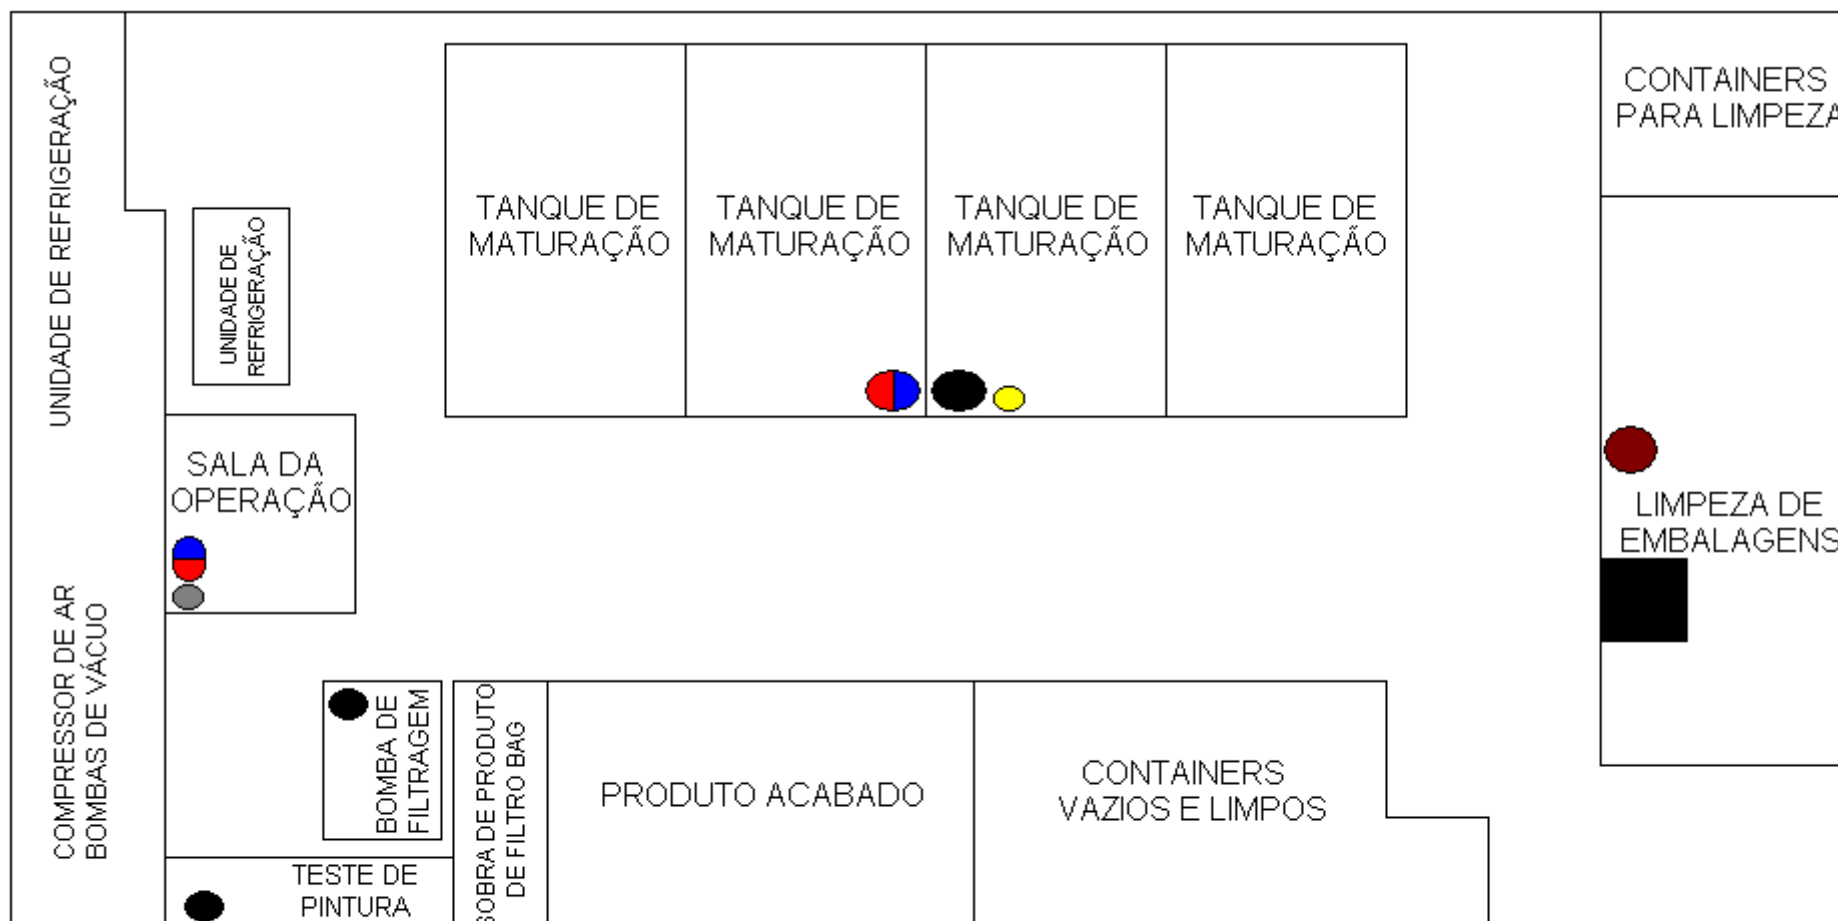 UNIDADE DE REFRIGERAÇÃO
COMPRESSOR DE AR
BOMBAS DE VÁCUO
UNIDADE DE
REFRIGERAÇÃO
TANQUE DE
MATURAÇÃO
TANQUE DE
MATURAÇÃO
TANQUE DE
MATURAÇÃO
TANQUE DE
MATURAÇÃO
CONTAINERS
PARA LIMPEZA
SALA DA
OPERAÇÃO
LIMPEZA DE
EMBALAGENS
BOMBA DE
FILTRAGEM
SOBRA DE PRODUTO
DE FILTRO BAG
PRODUTO ACABADO
CONTAINERS
VAZIOS E LIMPOS
TESTE DE
PINTURA